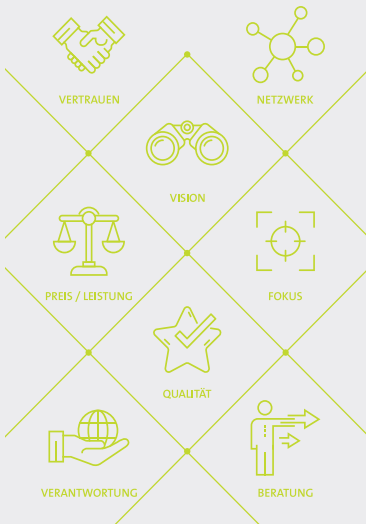 VERTRAUEN
NETZWERK
VISION
PREIS / LEISTUNG
FOKUS
QUALITÄT
VERANTWORTUNG
BERATUNG